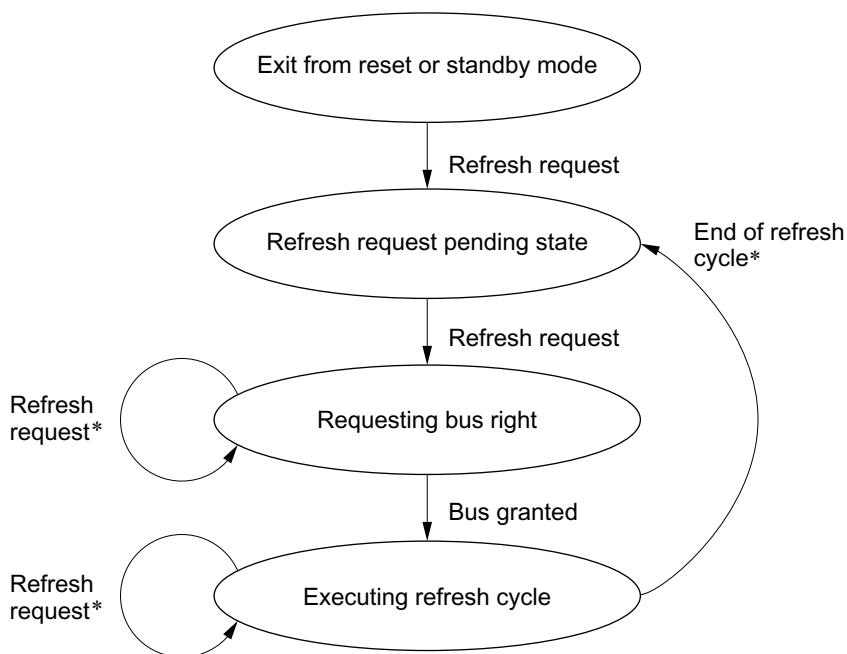 Exit from reset or standby mode
Refresh request
Refresh request pending state
End of refresh
cycle*
Refresh request
Refresh
request*
Requesting bus right
Bus granted
Refresh
request*
Executing refresh cycle